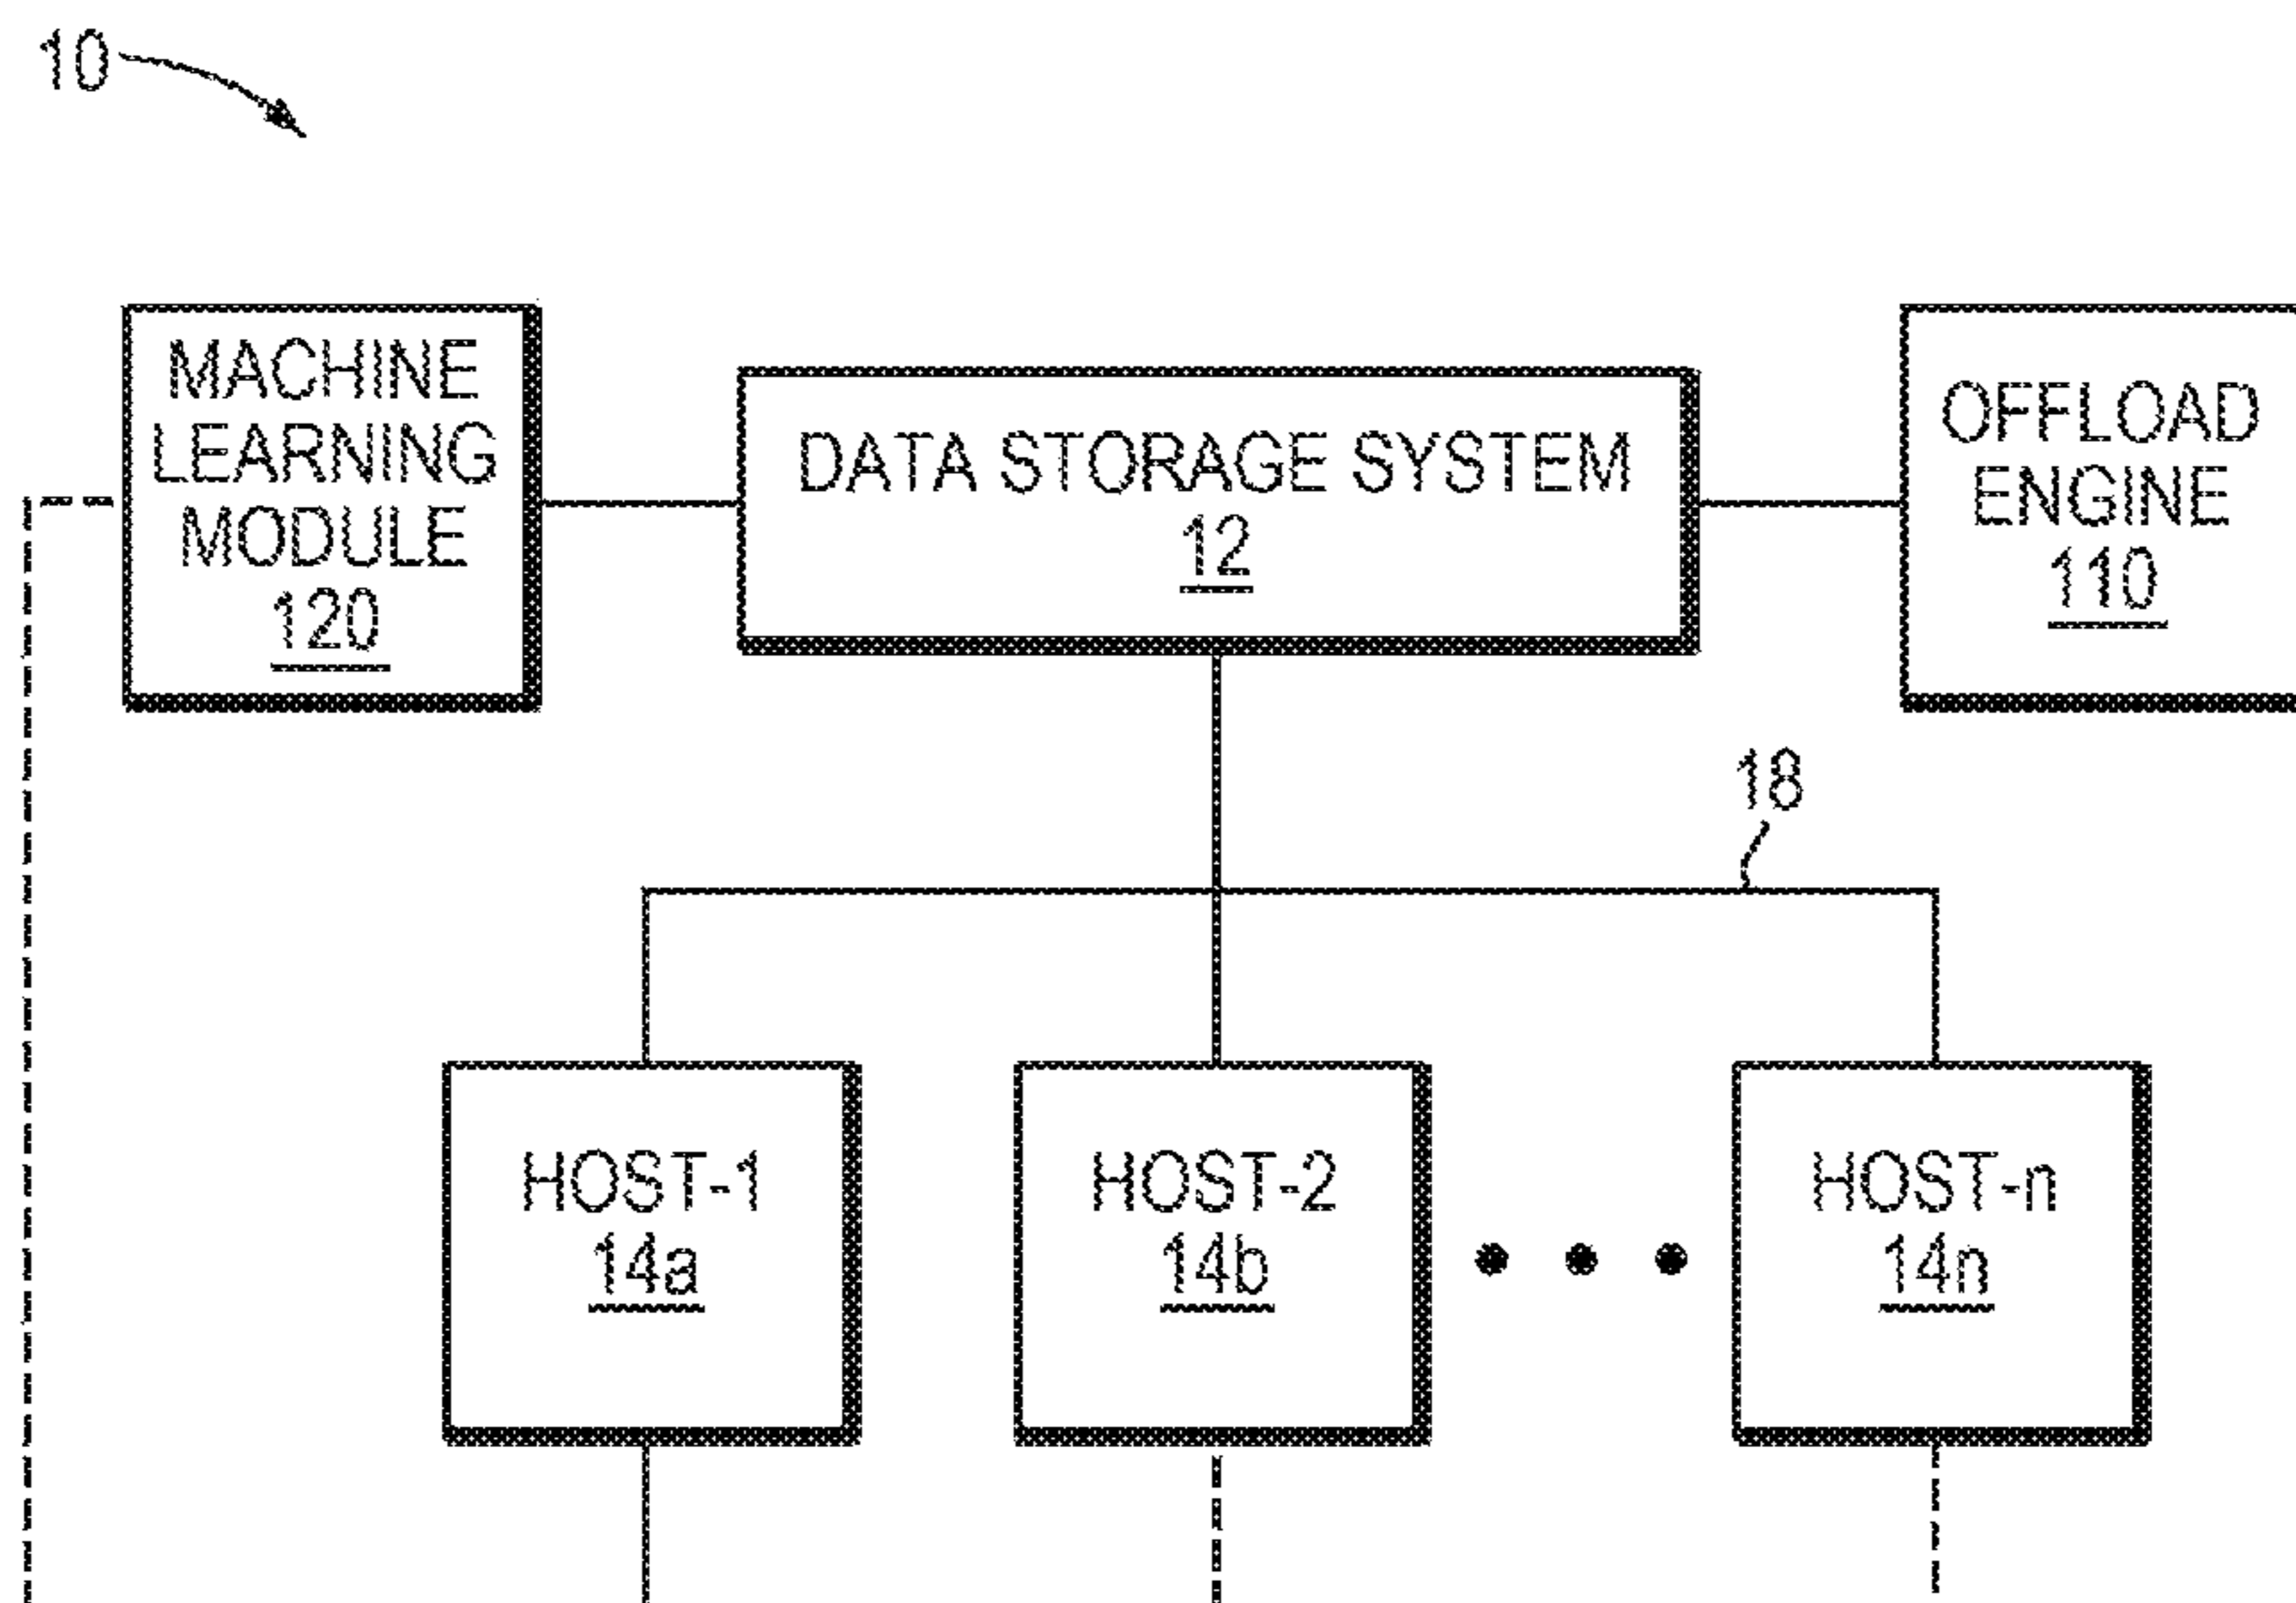 10
MACHINE
LEARNING
MODULE
120
DATA STORAGE SYSTEM
12
OFFLOAD
ENGINE
110
18
HOST-1
14a
HOST-2
14b
HOST-n
14n